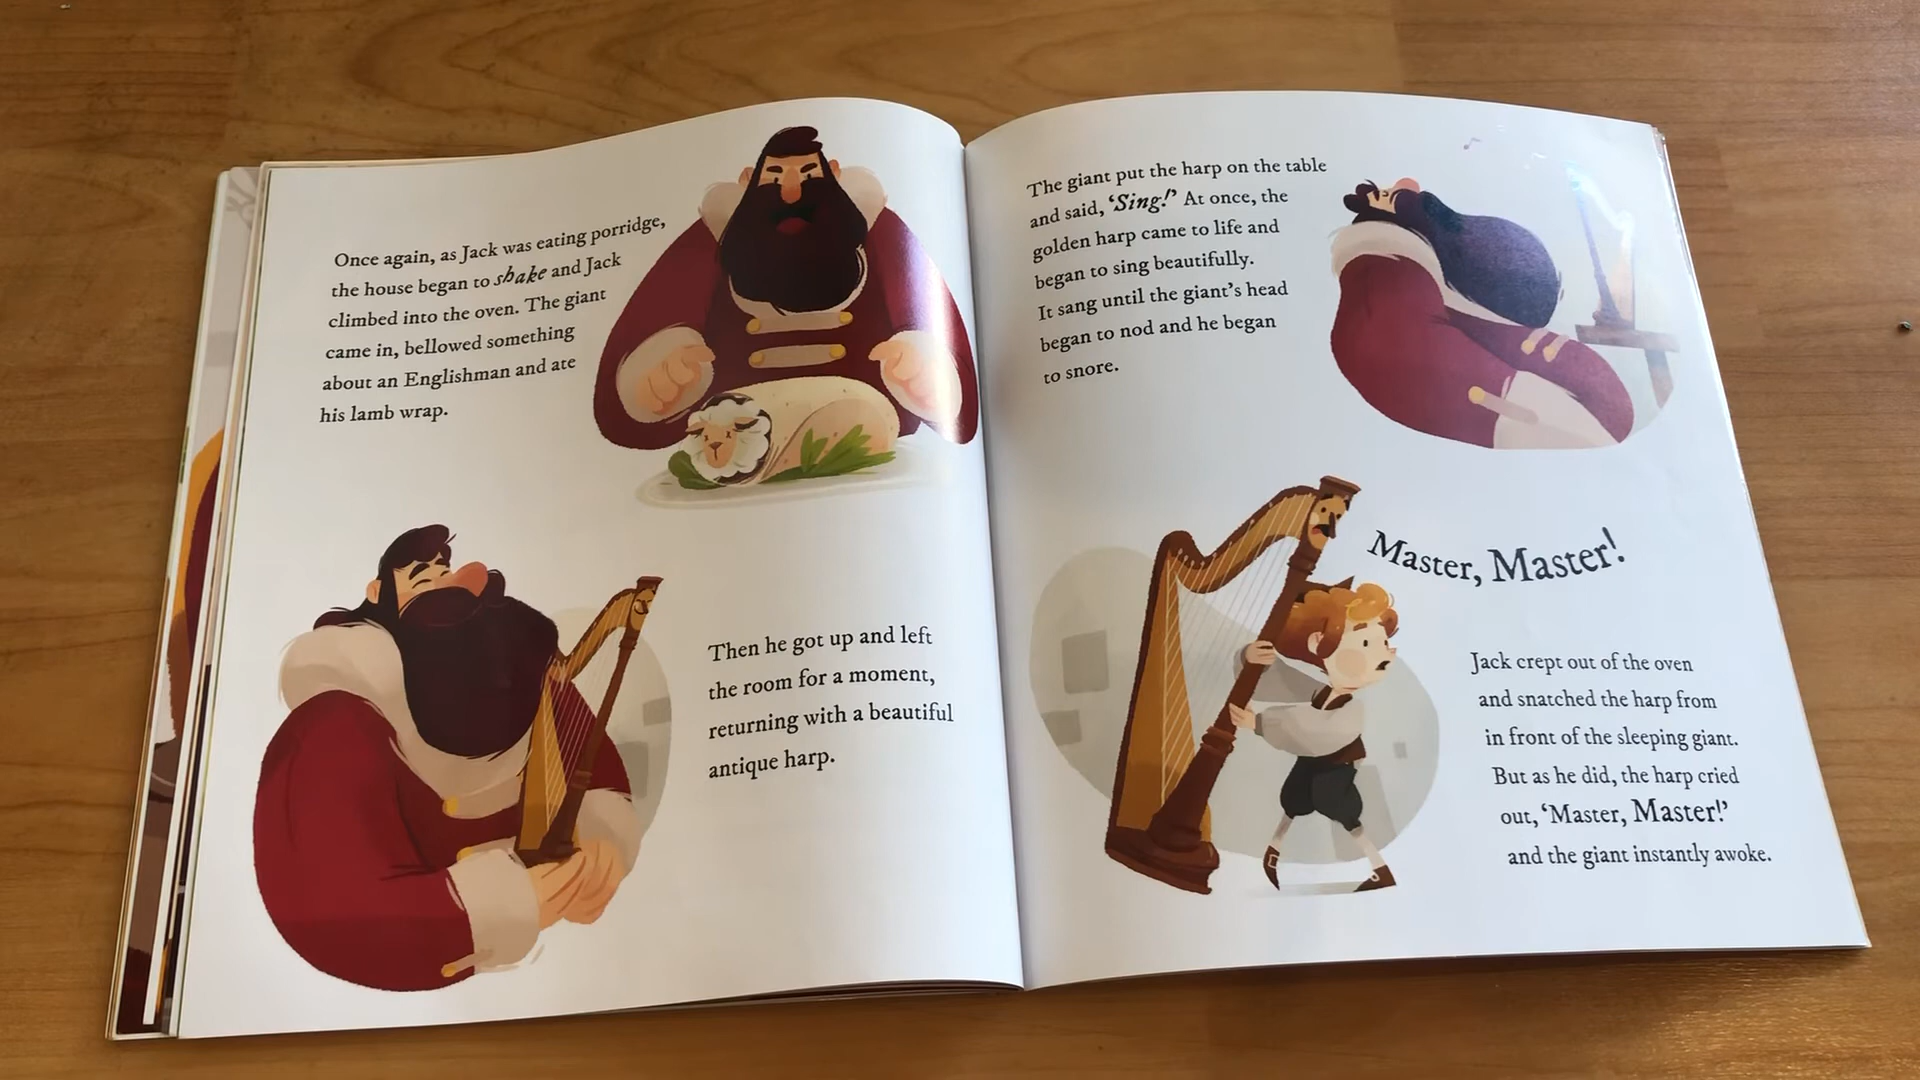 Once again, as Jack was eating porridge,
the house began to shake and Jack
climbed into the oven. The giant
came in, bellowed something
about an Englishman and ate
his lamb wrap.
Then he got up and left
the room for a moment,
returning with a beautiful
antique harp.
The giant put the harp on the table
and said, ‘Sing!’ At once, the
golden harp came to life and
began to sing beautifully.
It sang until the giant’s head
began to nod and he began
to snore.
Master, Master!
Jack crept out of the oven
and snatched the harp from
in front of the sleeping giant.
But as he did, the harp cried
out, ‘Master, Master!’
and the giant instantly awoke.